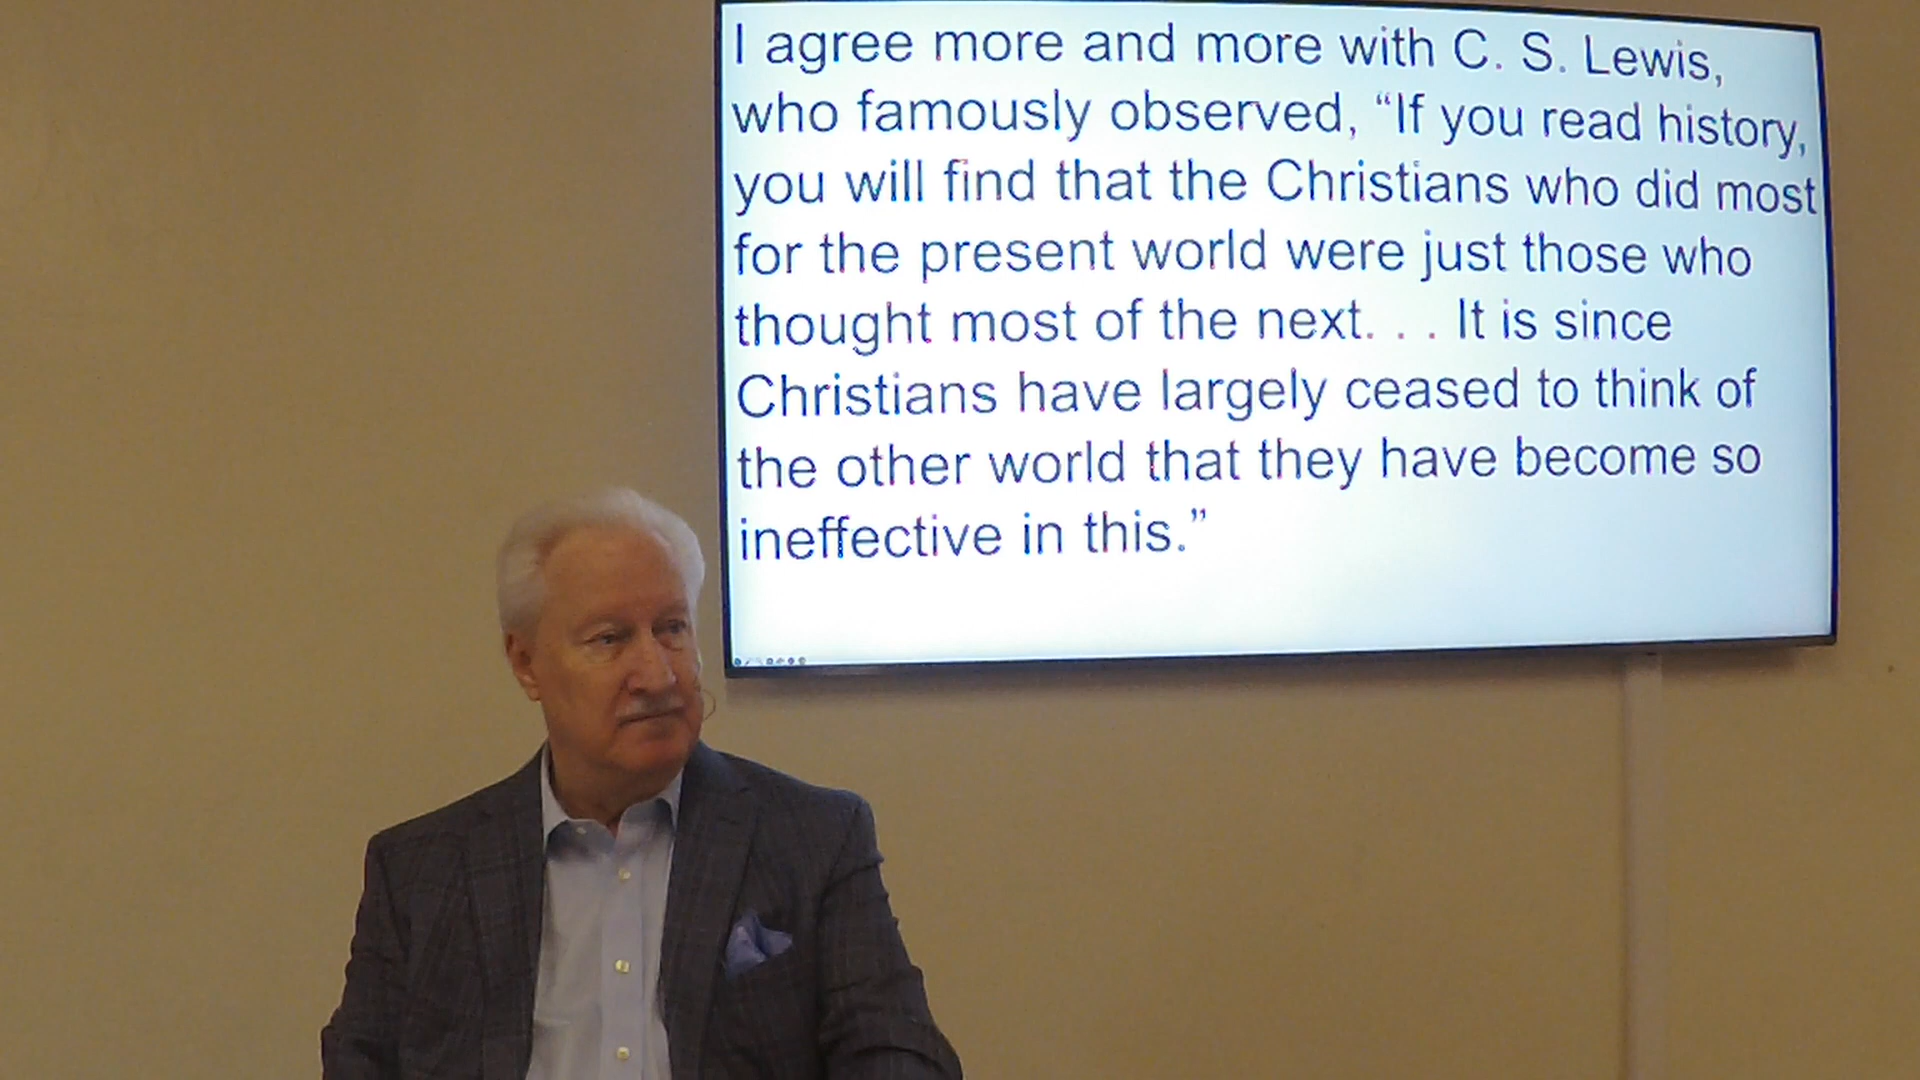 I agree more and more with C. S. Lewis,
who famously observed, “If you read history,
you will find that the Christians who did most
for the present world were just those who
thought most of the next. . . It is since
Christians have largely ceased to think of
the other world that they have become so
ineffective in this.”